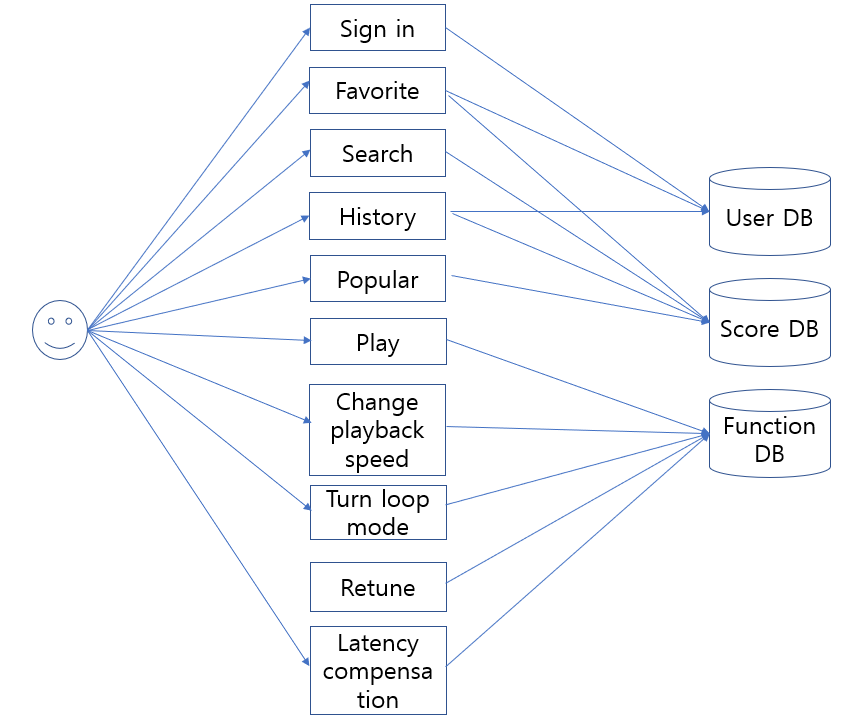 Sign in
Favorite
Search
History
Popular
Play
Change
playback
speed
Turn loop
mode
Retune
Latency
compensa
tion
User DB
Score DB
Function
DB